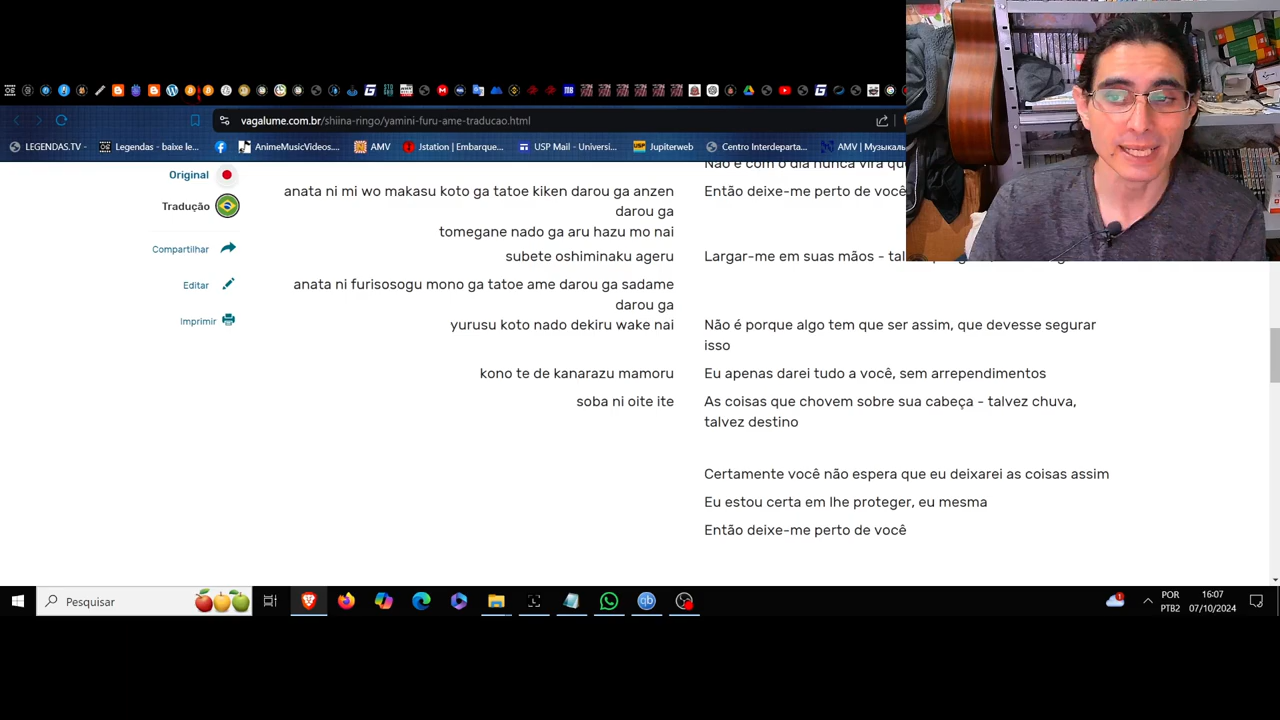 vagalume.com.br/shiina-ringo/yamini-furu-ame-traducao.html
LEGENDAS.TV -
Legendas - baixe le...
AnimeMusicVideos....
AMV
Jstation | Embarque...
USP Mail - Universi...
Jupiterweb
Centro Interdeparta...
AMV | Музыкаль
Original
Tradução
Compartilhar
Editar
Imprimir
anata ni mi wo makasu koto ga tatoe kiken darou ga anzen
darou ga
tomegane nado ga aru hazu mo nai
subete oshiminaku ageru
anata ni furisosogu mono ga tatoe ame darou ga sadame
darou ga
yurusu koto nado dekiru wake nai
kono te de kanarazu mamoru
soba ni oite ite
Não é com o dia nunca vira
Então deixe-me perto de você
Largar-me em suas mãos -
Não é porque algo tem que ser assim, que devesse segurar
isso
Eu apenas darei tudo a você, sem arrependimentos
As coisas que chovem sobre sua cabeça - talvez chuva,
talvez destino
Certamente você não espera que eu deixarei as coisas assim
Eu estou certa em lhe proteger, eu mesma
Então deixe-me perto de você
Pesquisar
POR
PTB2
16:07
07/10/2024